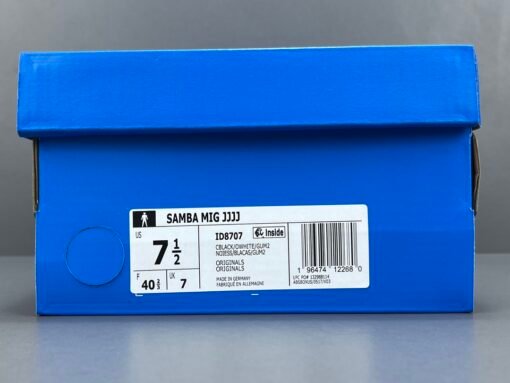 SAMBA MIG JJJJ
US
7 1/2
F
40 2/3
UK
7
ID8707
Inside
CBLACK/OWHITE/GUM2
NOIESS/BLACAS/GUM2
ORIGINALS
ORIGINALS
MADE IN GERMANY
FABRIQUÉ EN ALLEMAGNE
1 96474 12268 0